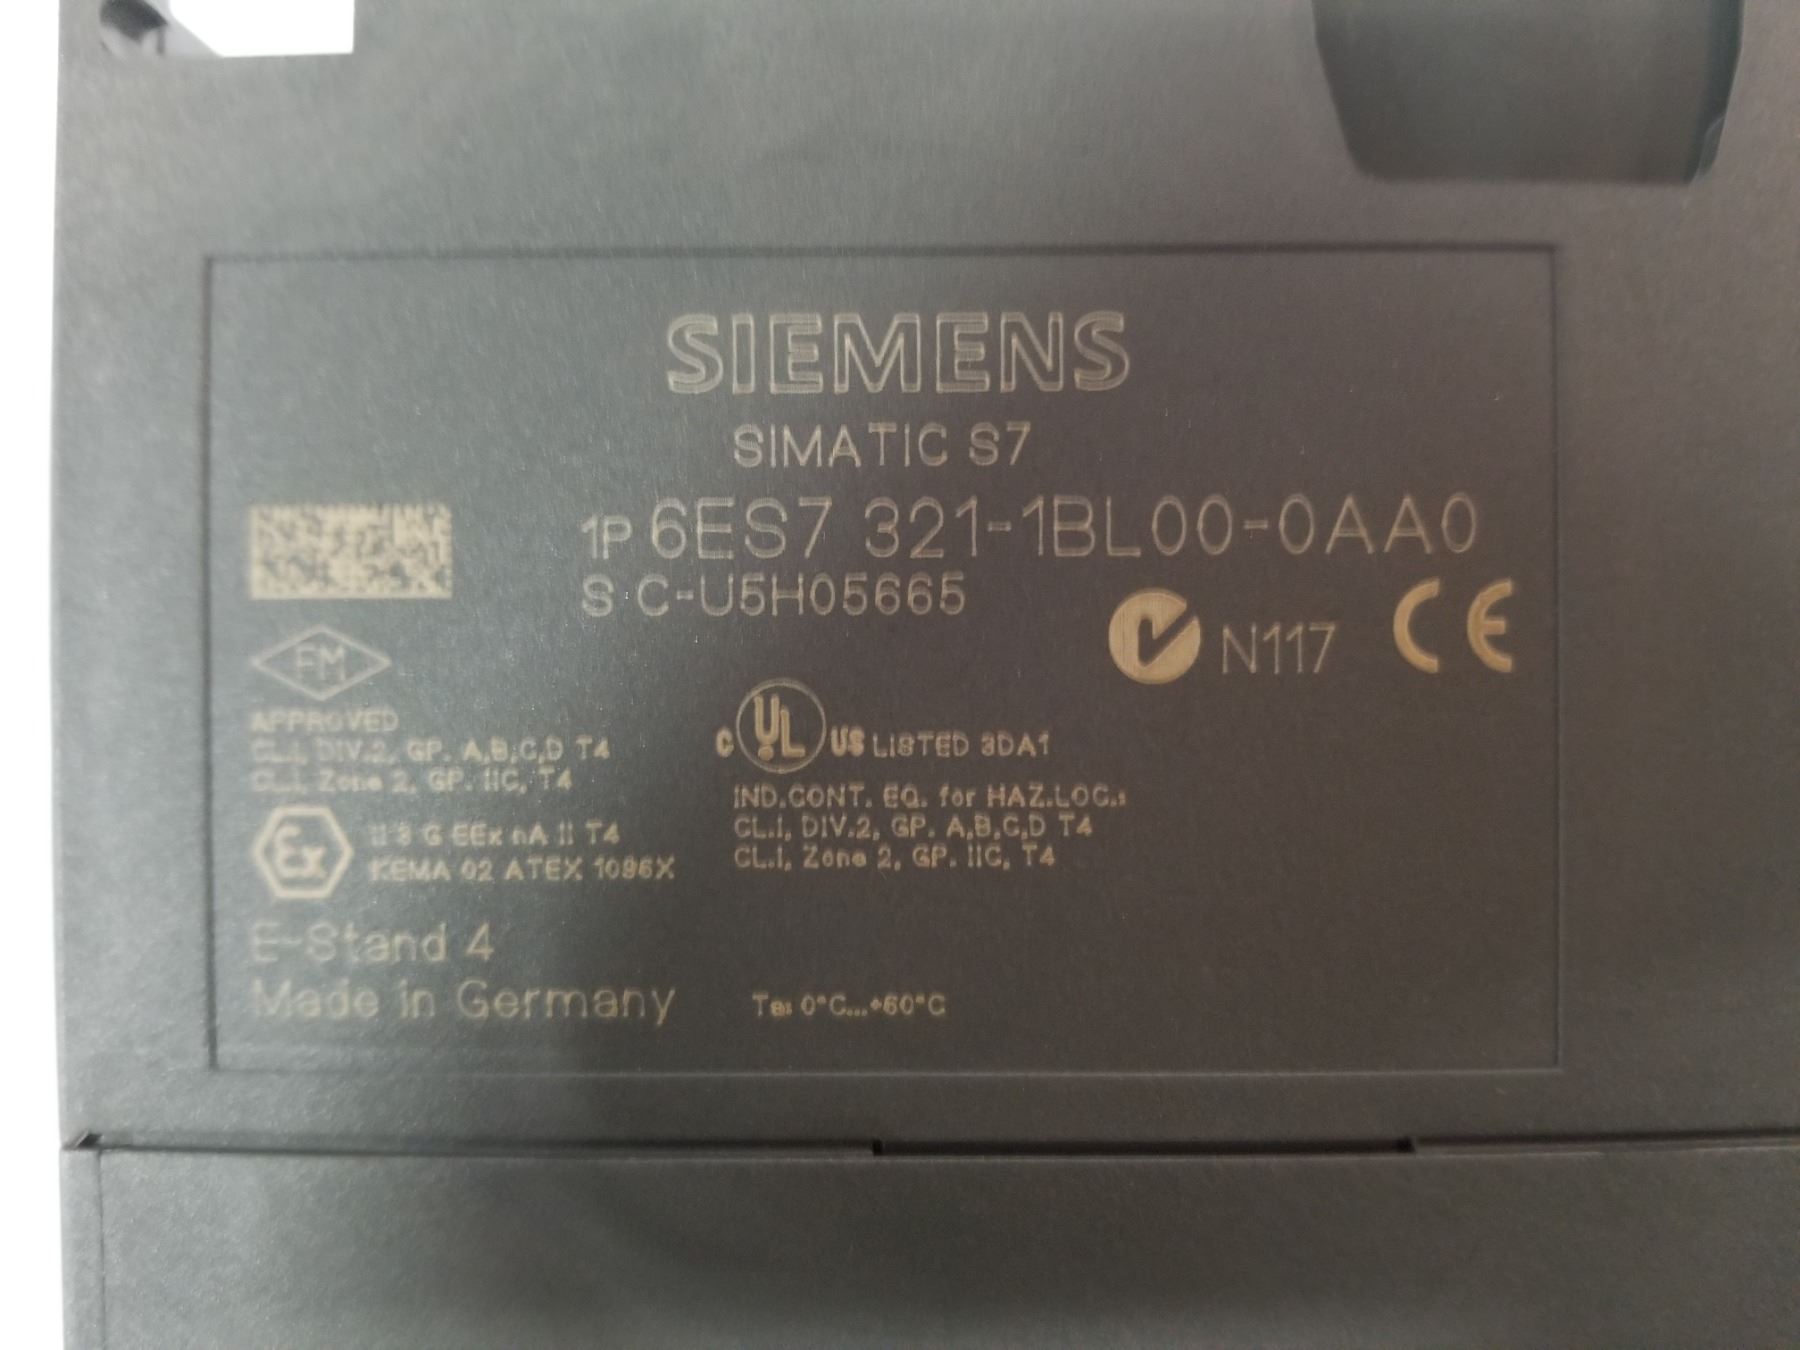 SIEMENS
SIMATIC S7
1P 6ES7 321-1BL00-0AA0
S C-U5H05665
N117 CE
FM
APPROVED
CL.I, DIV.2, GP. A,B,C,D T4
CL.I, Zone 2, GP. IIC, T4
Ex
II 3 G EEx nA II T4
KEMA 02 ATEX 1096X
E-Stand 4
Made in Germany
C UL US LISTED 3DA1
IND.CONT. EQ. for HAZ.LOC.:
CL.I, DIV.2, GP. A,B,C,D T4
CL.I, Zone 2, GP. IIC, T4
Ta: 0°C...+60°C